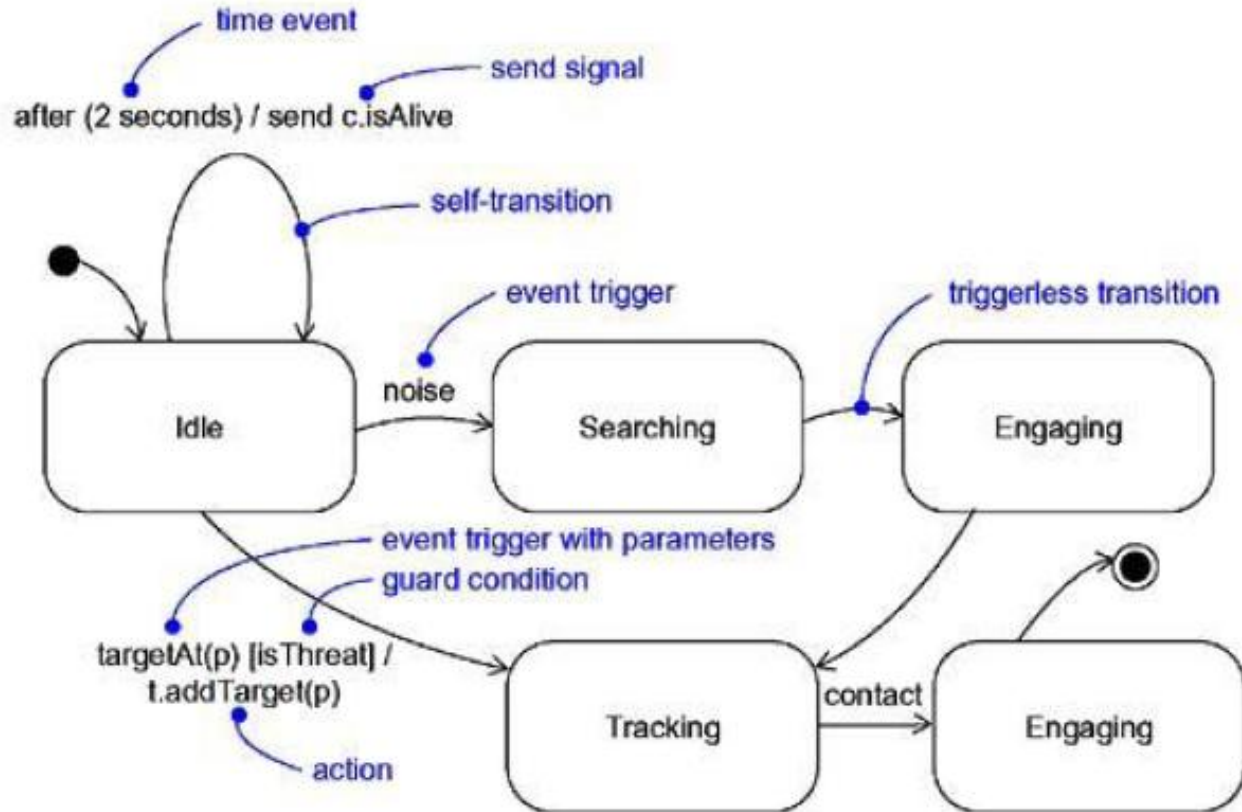 time event
send signal
after (2 seconds) / send c.isAlive
self-transition
event trigger
triggerless transition
noise
Idle
Searching
Engaging
event trigger with parameters
guard condition
targetAt(p) [isThreat] /
t.addTarget(p)
contact
Tracking
Engaging
action